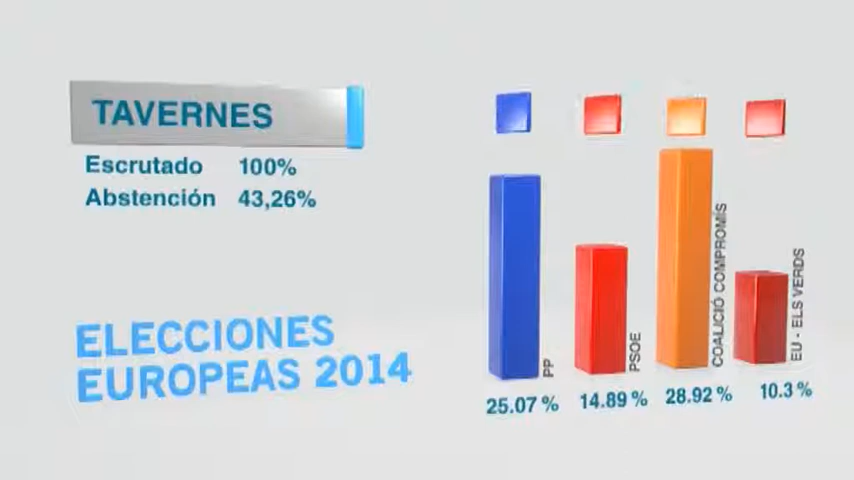 TAVERNES
Escrutado 100%
Abstención 43,26%
ELECCIONES
EUROPEAS 2014
PP
PSOE
COALICIÓ COMPROMÍS
EU - ELS VERDS
25.07 % 14.89 % 28.92 % 10.3 %